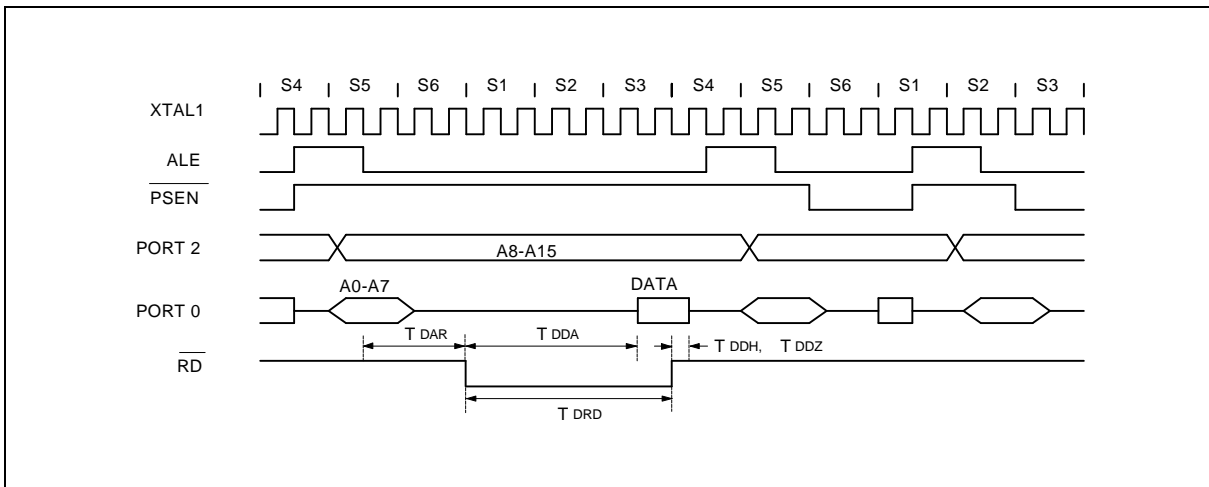 S4 S5 S6 S1 S2 S3 S4 S5 S6 S1 S2 S3
XTAL1
ALE
PSEN
PORT 2
A8-A15
A0-A7
DATA
PORT 0
T DAR
T DDA
T DDH, T DDZ
RD
T DRD